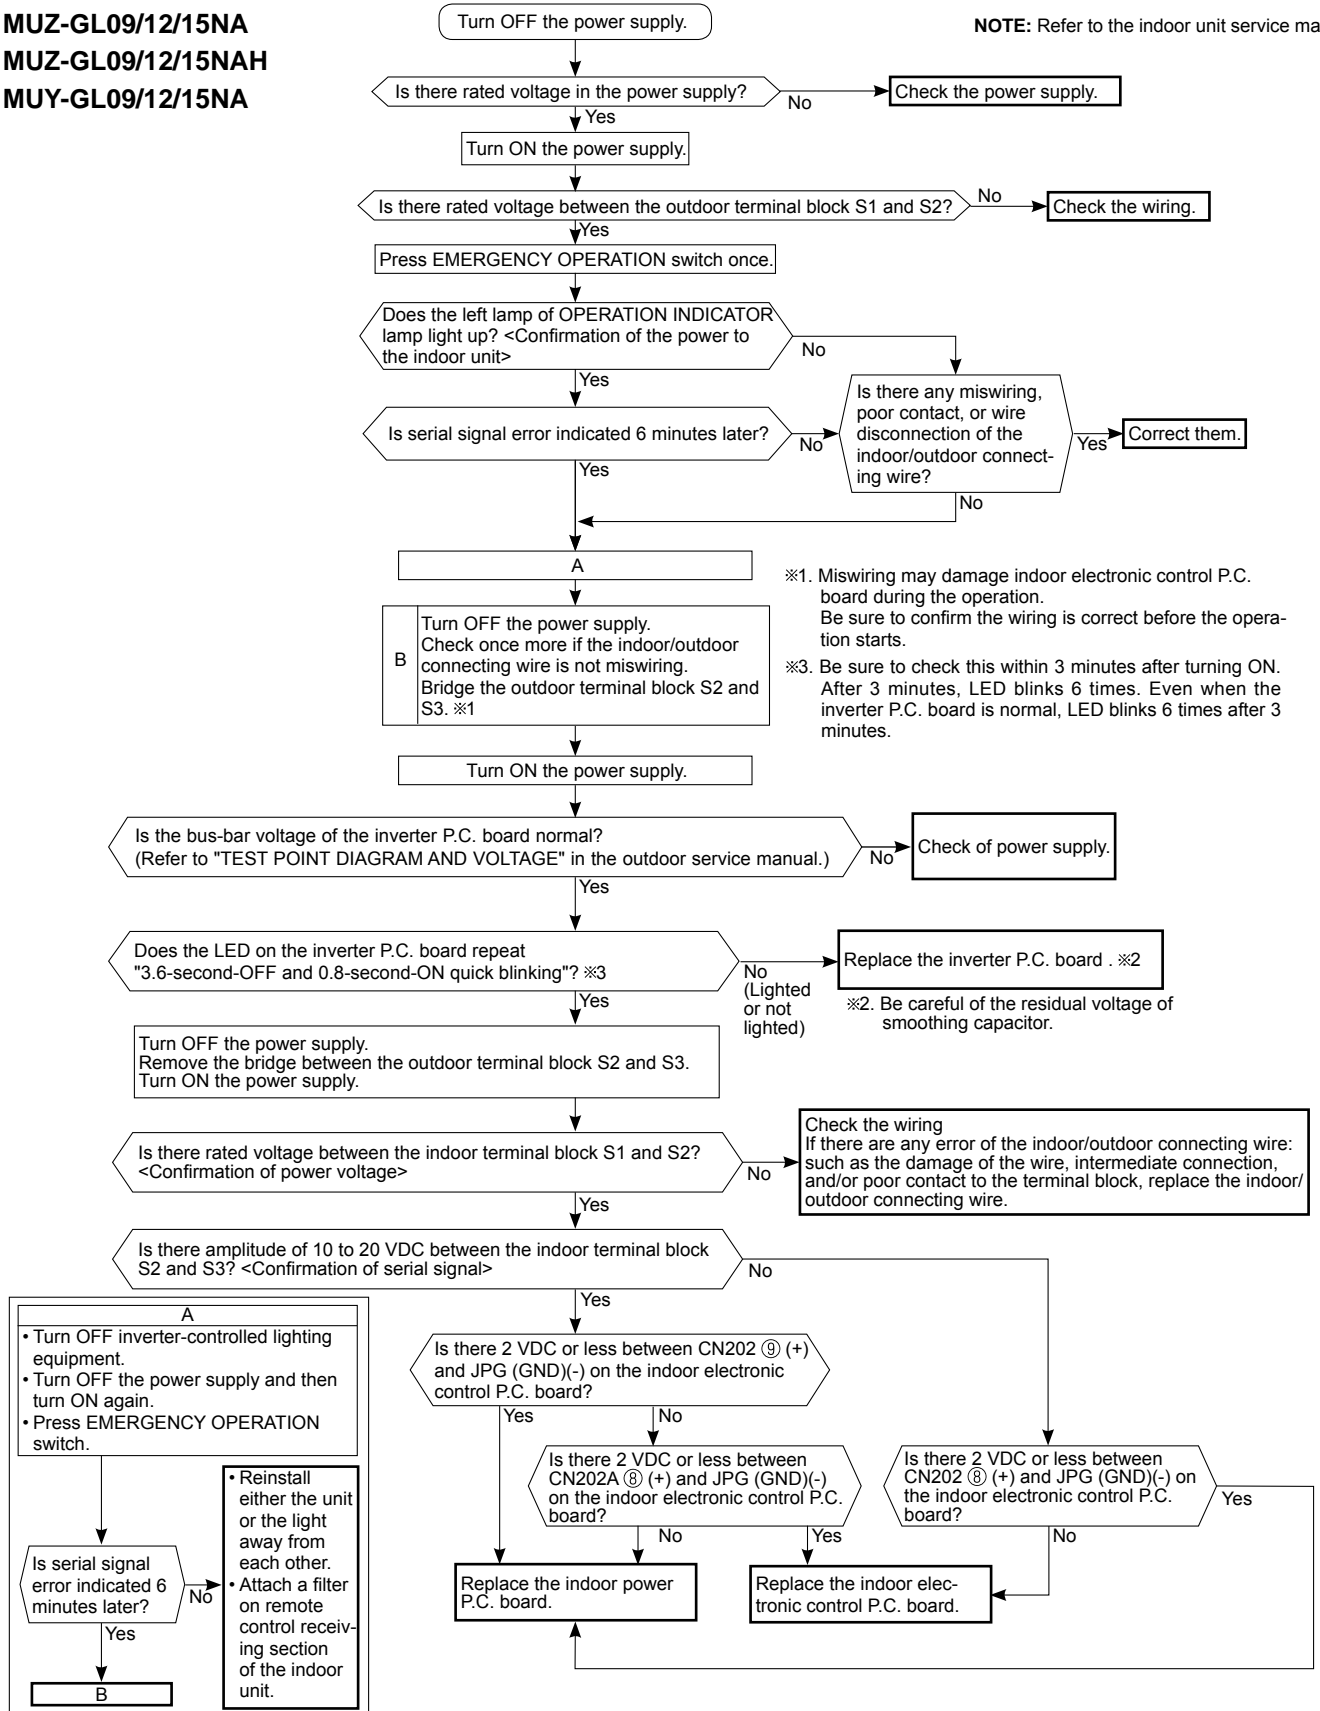 MUZ-GL09/12/15NA
MUZ-GL09/12/15NAH
MUY-GL09/12/15NA
Turn OFF the power supply.
NOTE: Refer to the indoor unit service ma
Is there rated voltage in the power supply?
No
Check the power supply.
Yes
Turn ON the power supply.
Is there rated voltage between the outdoor terminal block S1 and S2?
No
Check the wiring.
Yes
Press EMERGENCY OPERATION switch once.
Does the left lamp of OPERATION INDICATOR
lamp light up? <Confirmation of the power to
the indoor unit>
No
Yes
Is serial signal error indicated 6 minutes later?
No
Is there any miswiring,
poor contact, or wire
disconnection of the
indoor/outdoor connect-
ing wire?
Yes
Correct them.
Yes
No
A
B
Turn OFF the power supply.
Check once more if the indoor/outdoor
connecting wire is not miswiring.
Bridge the outdoor terminal block S2 and
S3. ※1
※1. Miswiring may damage indoor electronic control P.C.
board during the operation.
Be sure to confirm the wiring is correct before the opera-
tion starts.
※3. Be sure to check this within 3 minutes after turning ON.
After 3 minutes, LED blinks 6 times. Even when the
inverter P.C. board is normal, LED blinks 6 times after 3
minutes.
Turn ON the power supply.
Is the bus-bar voltage of the inverter P.C. board normal?
(Refer to "TEST POINT DIAGRAM AND VOLTAGE" in the outdoor service manual.)
No
Check of power supply.
Yes
Does the LED on the inverter P.C. board repeat
"3.6-second-OFF and 0.8-second-ON quick blinking"? ※3
No
(Lighted
or not
lighted)
Replace the inverter P.C. board . ※2
※2. Be careful of the residual voltage of
smoothing capacitor.
Yes
Turn OFF the power supply.
Remove the bridge between the outdoor terminal block S2 and S3.
Turn ON the power supply.
Is there rated voltage between the indoor terminal block S1 and S2?
<Confirmation of power voltage>
No
Check the wiring
If there are any error of the indoor/outdoor connecting wire:
such as the damage of the wire, intermediate connection,
and/or poor contact to the terminal block, replace the indoor/
outdoor connecting wire.
Yes
Is there amplitude of 10 to 20 VDC between the indoor terminal block
S2 and S3? <Confirmation of serial signal>
No
Yes
A
• Turn OFF inverter-controlled lighting
equipment.
• Turn OFF the power supply and then
turn ON again.
• Press EMERGENCY OPERATION
switch.
Is serial signal
error indicated 6
minutes later?
No
Yes
B
• Reinstall
either the unit
or the light
away from
each other.
• Attach a filter
on remote
control receiv-
ing section
of the indoor
unit.
Is there 2 VDC or less between CN202 ⑨ (+)
and JPG (GND)(-) on the indoor electronic
control P.C. board?
Yes
No
Is there 2 VDC or less between
CN202A ⑧ (+) and JPG (GND)(-)
on the indoor electronic control P.C.
board?
No
Yes
Is there 2 VDC or less between
CN202 ⑧ (+) and JPG (GND)(-) on
the indoor electronic control P.C.
board?
Yes
No
Replace the indoor power
P.C. board.
Replace the indoor elec-
tronic control P.C. board.